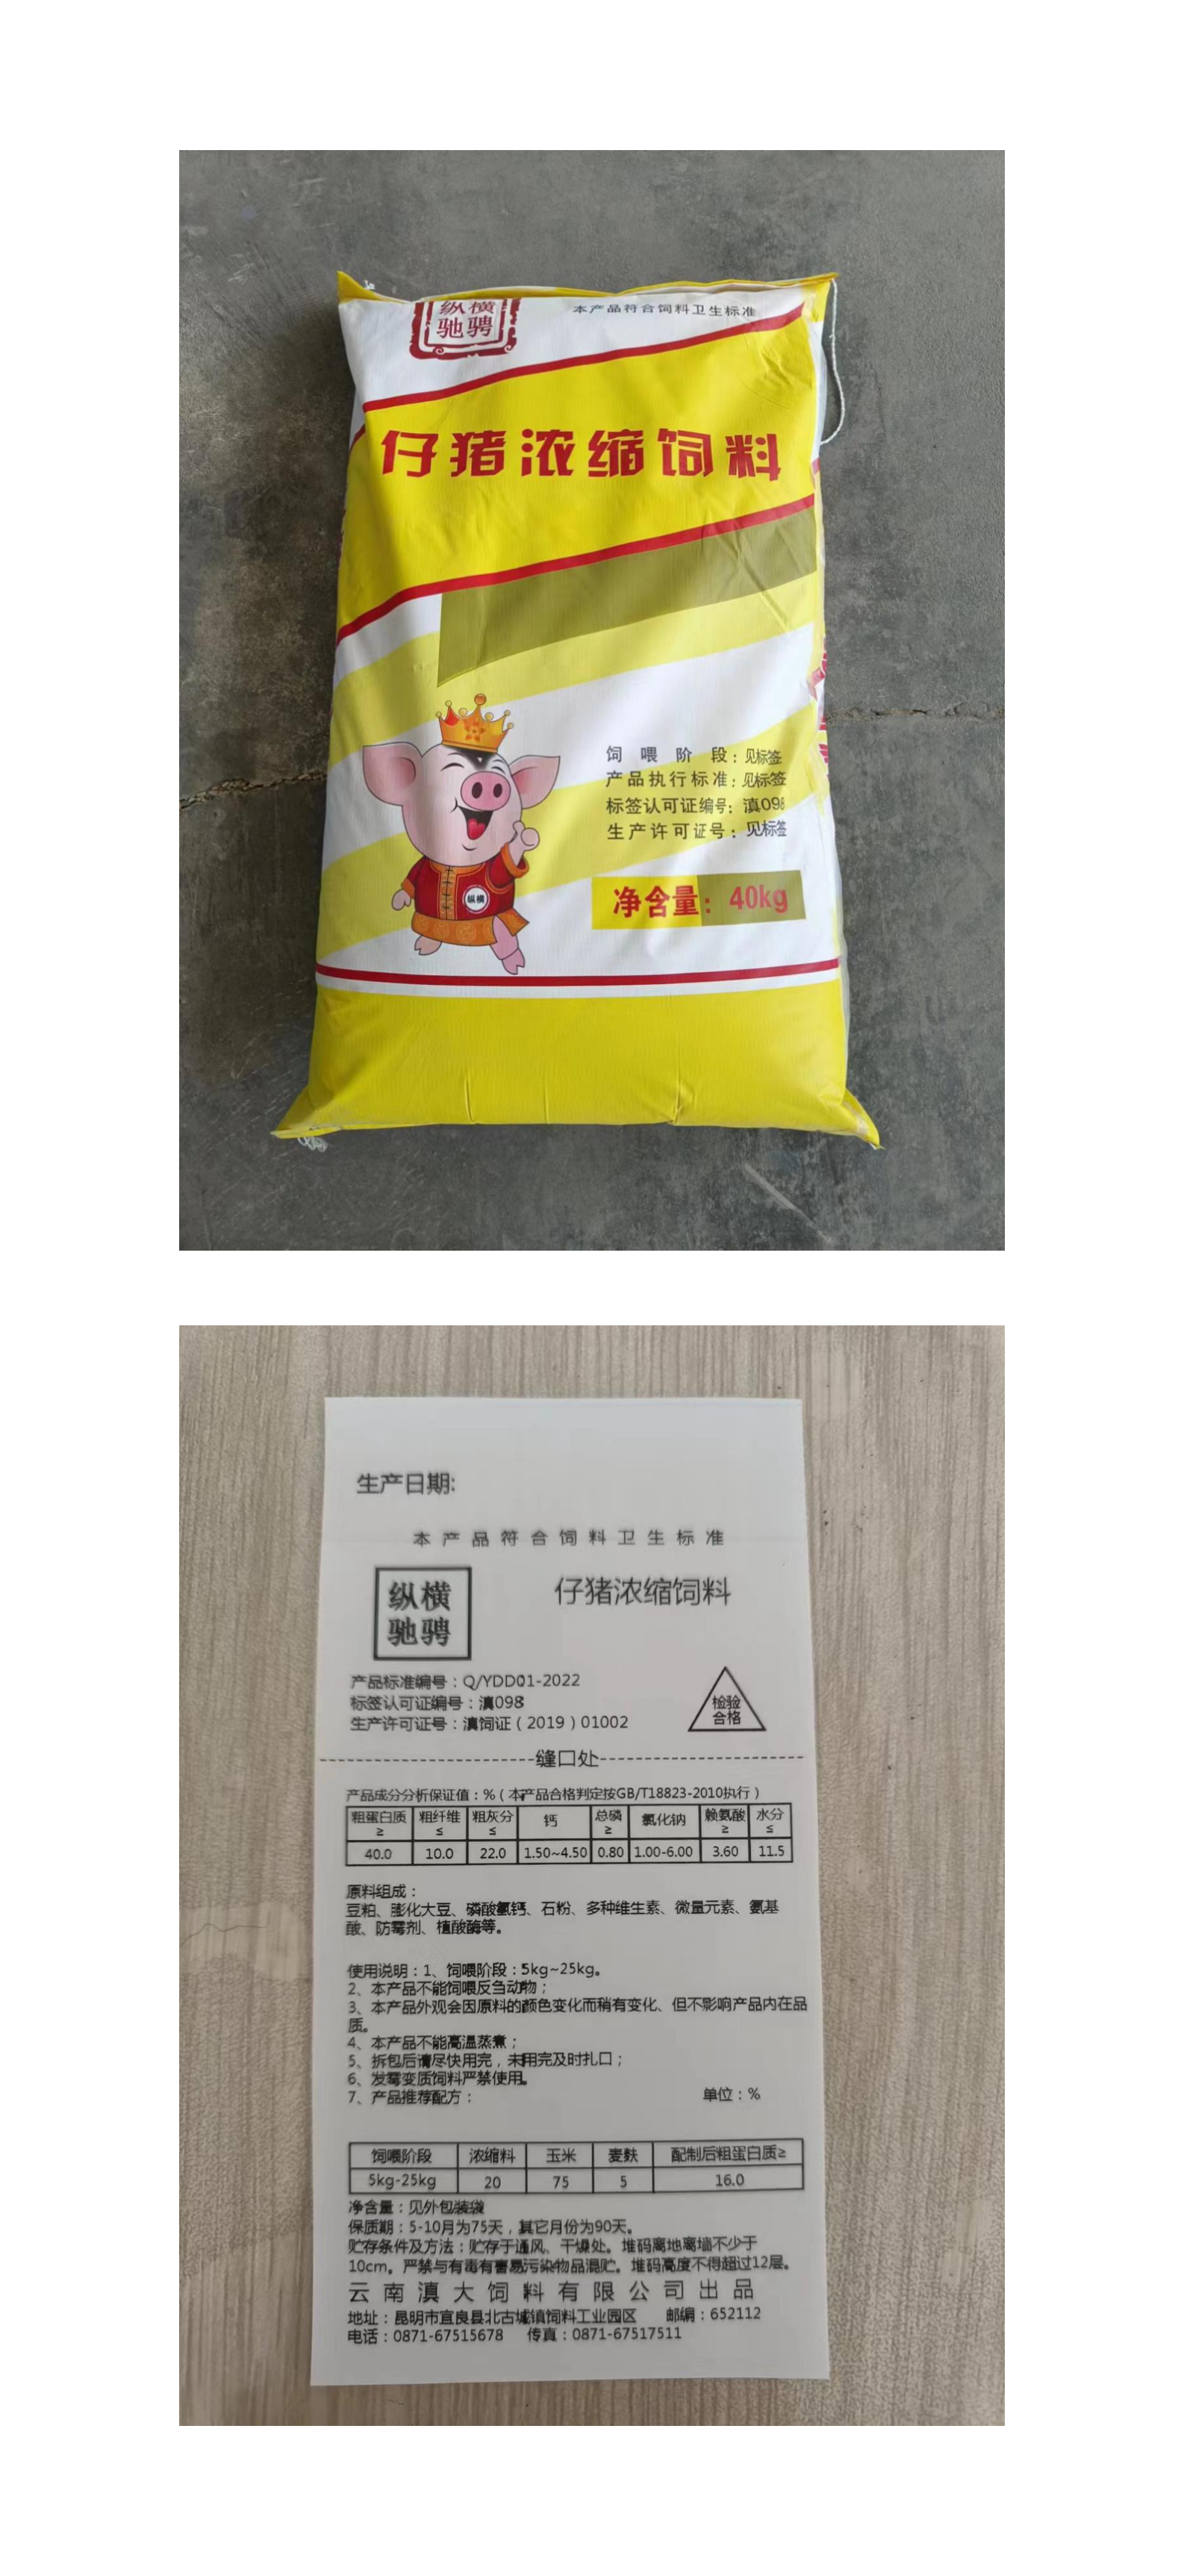 纵横
驰骋
本产品符合饲料卫生标准
仔猪浓缩饲料
饲喂阶段：见标签
产品执行标准：见标签
标签认可证编号：滇098
生产许可证号：见标签
纵横
净含量：40kg
生产日期:
本产品符合饲料卫生标准
纵横
驰骋
仔猪浓缩饲料
产品标准编号：Q/YDD01-2022
标签认可证编号：滇098
生产许可证号：滇饲证（2019）01002
检验
合格
缝口处
产品成分分析保证值：%（本产品合格判定按GB/T18823-2010执行）
粗蛋白质≥ 粗纤维≤ 粗灰分≤ 钙 总磷≥ 氯化钠 赖氨酸≥ 水分≤
40.0 10.0 22.0 1.50~4.50 0.80 1.00-6.00 3.60 11.5
原料组成：
豆粕、膨化大豆、磷酸氢钙、石粉、多种维生素、微量元素、氨基
酸、防霉剂、植酸酶等。
使用说明：1、饲喂阶段：5kg~25kg。
2、本产品不能饲喂反刍动物；
3、本产品外观会因原料的颜色变化而稍有变化、但不影响产品内在品
质。
4、本产品不能高温蒸煮；
5、拆包后请尽快用完，未用完及时扎口；
6、发霉变质饲料严禁使用。
7、产品推荐配方： 单位：%
饲喂阶段 浓缩料 玉米 麦麸 配制后粗蛋白质≥
5kg-25kg 20 75 5 16.0
净含量：见外包装袋
保质期：5-10月为75天，其它月份为90天。
贮存条件及方法：贮存于通风、干燥处。堆码离地离墙不少于
10cm。严禁与有毒有害易污染物品混贮。堆码高度不得超过12层。
云南滇大饲料有限公司出品
地址：昆明市宜良县北古城镇饲料工业园区 邮编：652112
电话：0871-67515678 传真：0871-67517511